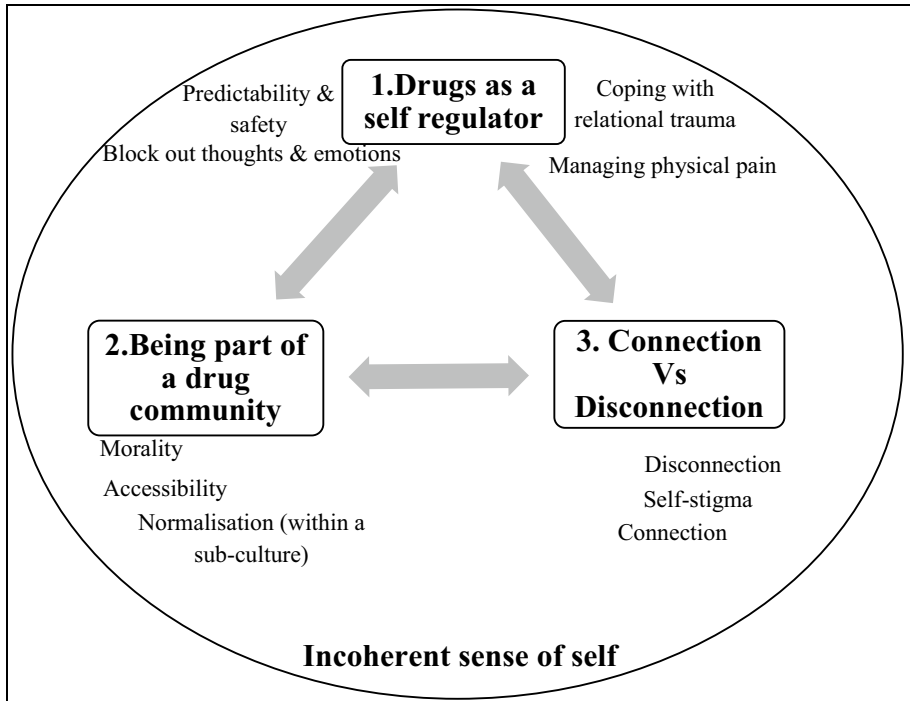 1.Drugs as a
self regulator
Predictability &
safety
Block out thoughts & emotions
Coping with
relational trauma
Managing physical pain
2.Being part of
a drug
community
Morality
Accessibility
Normalisation (within a
sub-culture)
3. Connection
Vs
Disconnection
Disconnection
Self-stigma
Connection
Incoherent sense of self